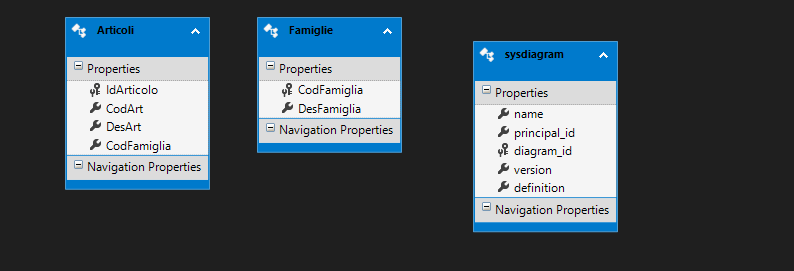 Articoli
Properties
IdArticolo
CodArt
DesArt
CodFamiglia
Navigation Properties
Famiglie
Properties
CodFamiglia
DesFamiglia
Navigation Properties
sysdiagram
Properties
name
principal_id
diagram_id
version
definition
Navigation Properties